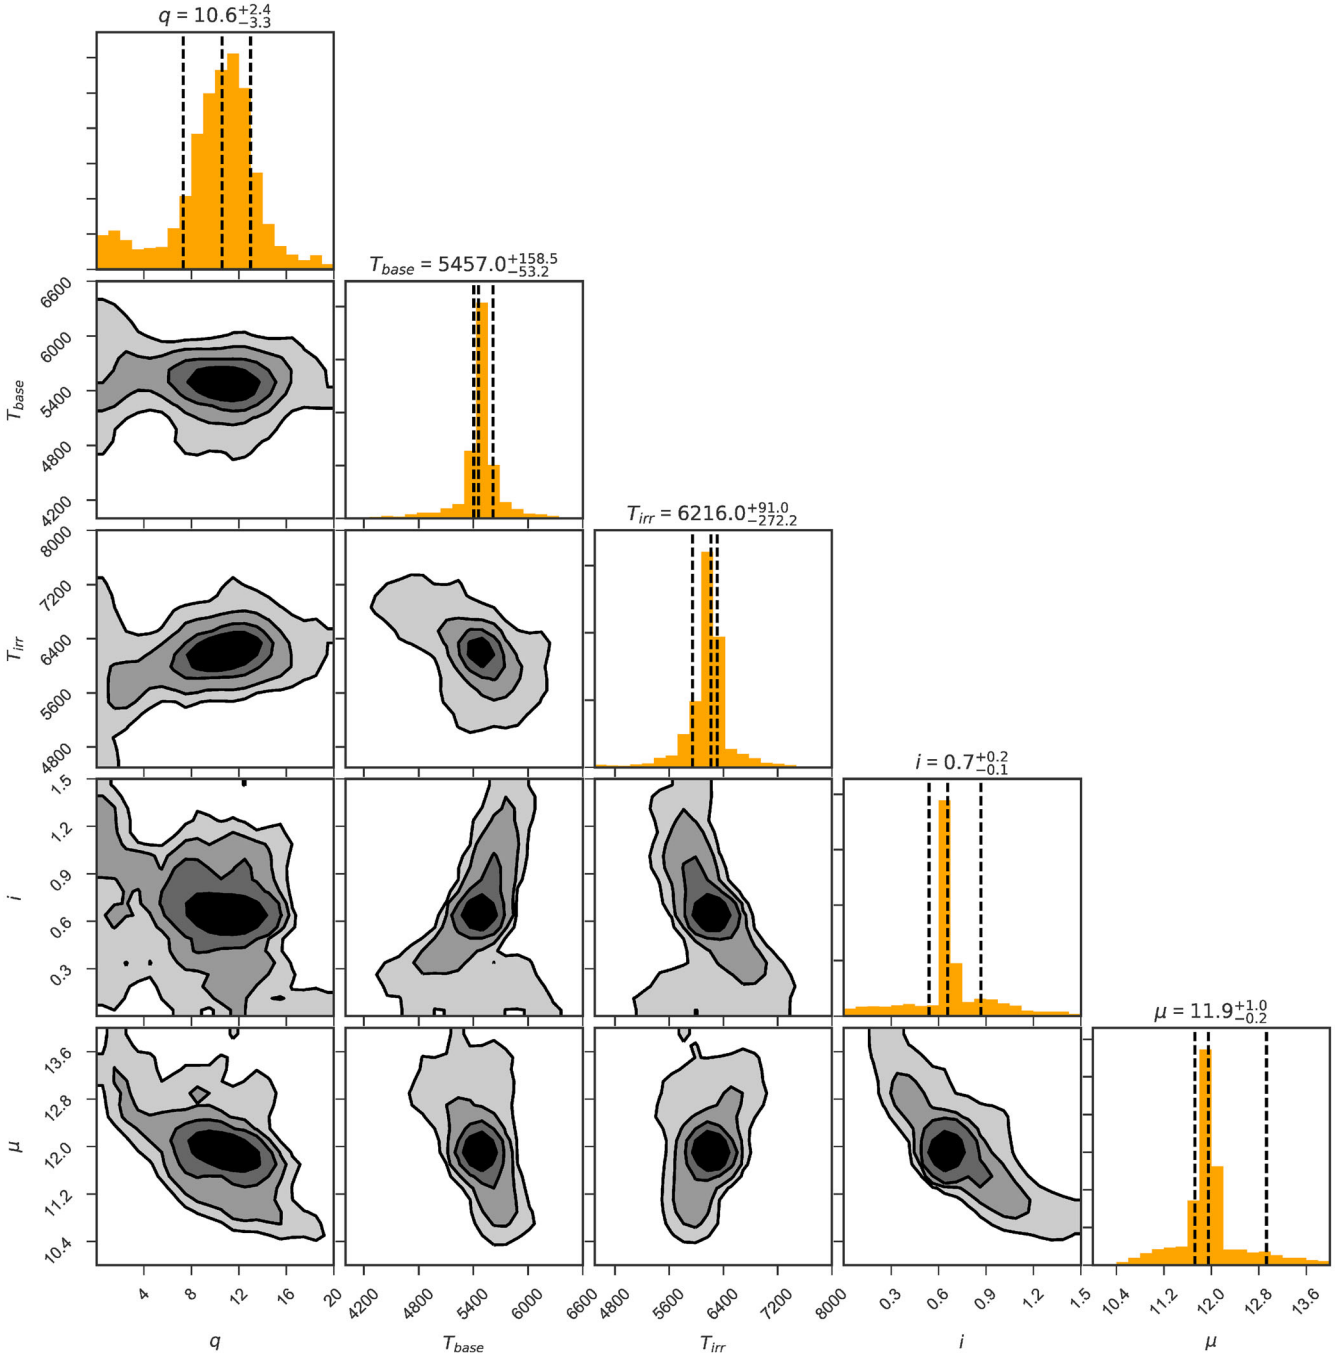 q = 10.6+2.4−3.3
Tbase = 5457.0+158.5−53.2
Tirr = 6216.0+91.0−272.2
i = 0.7+0.2−0.1
μ = 11.9+1.0−0.2
6600
6000
5400
4800
4200
Tbase
8000
7200
6400
5600
4800
Tirr
1.5
1.2
0.9
0.6
0.3
i
13.6
12.8
12.0
11.2
10.4
μ
4 8 12 16 20
4200 4800 5400 6000 6600
4800 5600 6400 7200 8000
0.3 0.6 0.9 1.2 1.5
10.4 11.2 12.0 12.8 13.6
q Tbase Tirr i μ